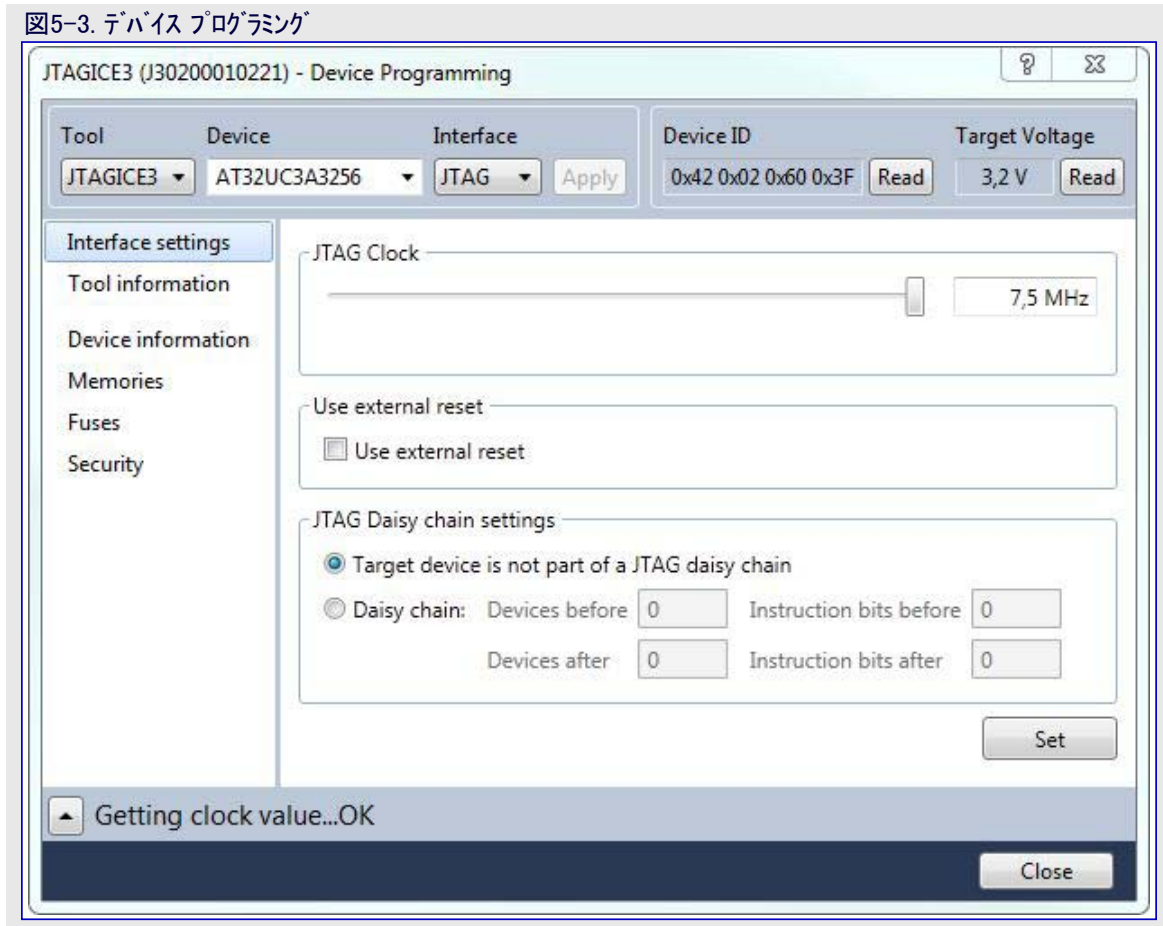 図5-3. ﾃﾞﾊﾞｲｽ ﾌﾟﾛｸﾞﾗﾐﾝｸﾞ
JTAGICE3 (J30200010221) - Device Programming
Tool Device Interface Device ID Target Voltage
JTAGICE3 AT32UC3A3256 JTAG Apply 0x42 0x02 0x60 0x3F Read 3,2 V Read
Interface settings
Tool information
Device information
Memories
Fuses
Security
JTAG Clock
7,5 MHz
Use external reset
Use external reset
JTAG Daisy chain settings
Target device is not part of a JTAG daisy chain
Daisy chain: Devices before 0 Instruction bits before 0
Devices after 0 Instruction bits after 0
Set
Getting clock value...OK
Close